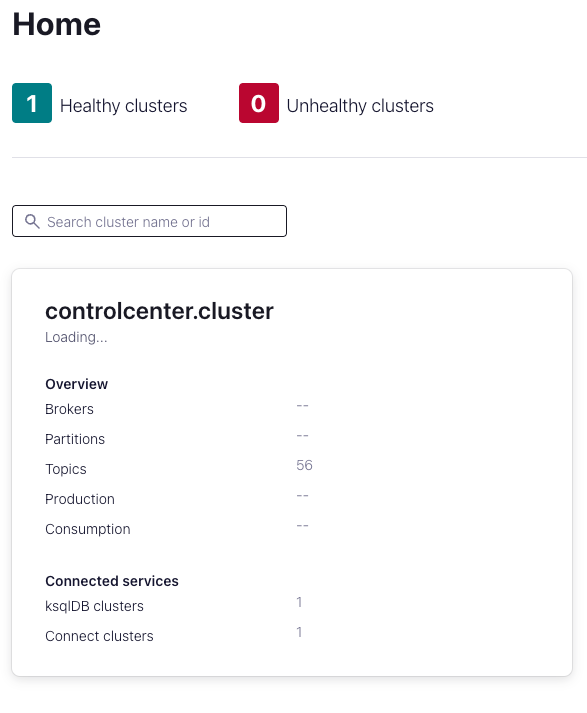 Home
1 Healthy clusters 0 Unhealthy clusters
Search cluster name or id
controlcenter.cluster
Loading...
Overview
Brokers --
Partitions --
Topics 56
Production --
Consumption --
Connected services
ksqlDB clusters 1
Connect clusters 1